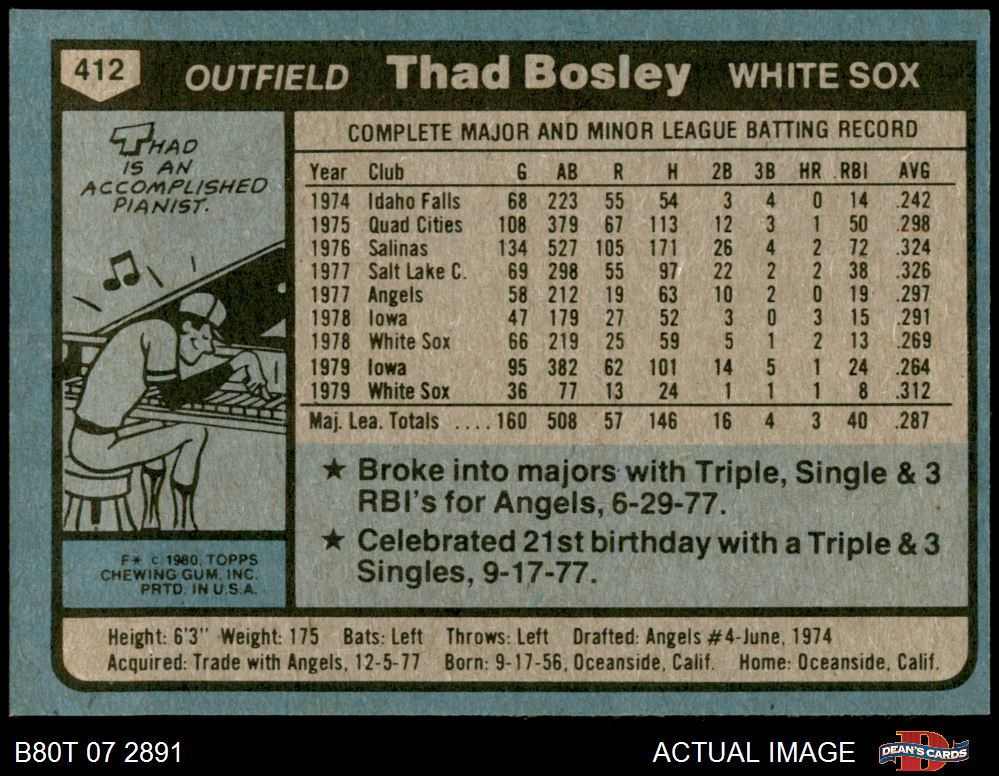 412 OUTFIELD Thad Bosley WHITE SOX
THAD
IS AN
ACCOMPLISHED
PIANIST.
COMPLETE MAJOR AND MINOR LEAGUE BATTING RECORD
Year Club G AB R H 2B 3B HR RBI AVG
1974 Idaho Falls 68 223 55 54 3 4 0 14 .242
1975 Quad Cities 108 379 67 113 12 3 1 50 .298
1976 Salinas 134 527 105 171 26 4 2 72 .324
1977 Salt Lake C. 69 298 55 97 22 2 2 38 .326
1977 Angels 58 212 19 63 10 2 0 19 .297
1978 Iowa 47 179 27 52 3 0 3 15 .291
1978 White Sox 66 219 25 59 5 1 2 13 .269
1979 Iowa 95 382 62 101 14 5 1 24 .264
1979 White Sox 36 77 13 24 1 1 1 8 .312
Maj. Lea. Totals .... 160 508 57 146 16 4 3 40 .287
★ Broke into majors with Triple, Single & 3
RBI's for Angels, 6-29-77.
★ Celebrated 21st birthday with a Triple & 3
Singles, 9-17-77.
F* © 1980, TOPPS
CHEWING GUM, INC.
PRTD. IN U.S.A.
Height: 6'3" Weight: 175 Bats: Left Throws: Left Drafted: Angels #4-June, 1974
Acquired: Trade with Angels, 12-5-77 Born: 9-17-56, Oceanside, Calif. Home: Oceanside, Calif.
B80T 07 2891 ACTUAL IMAGE DEAN'S CARDS